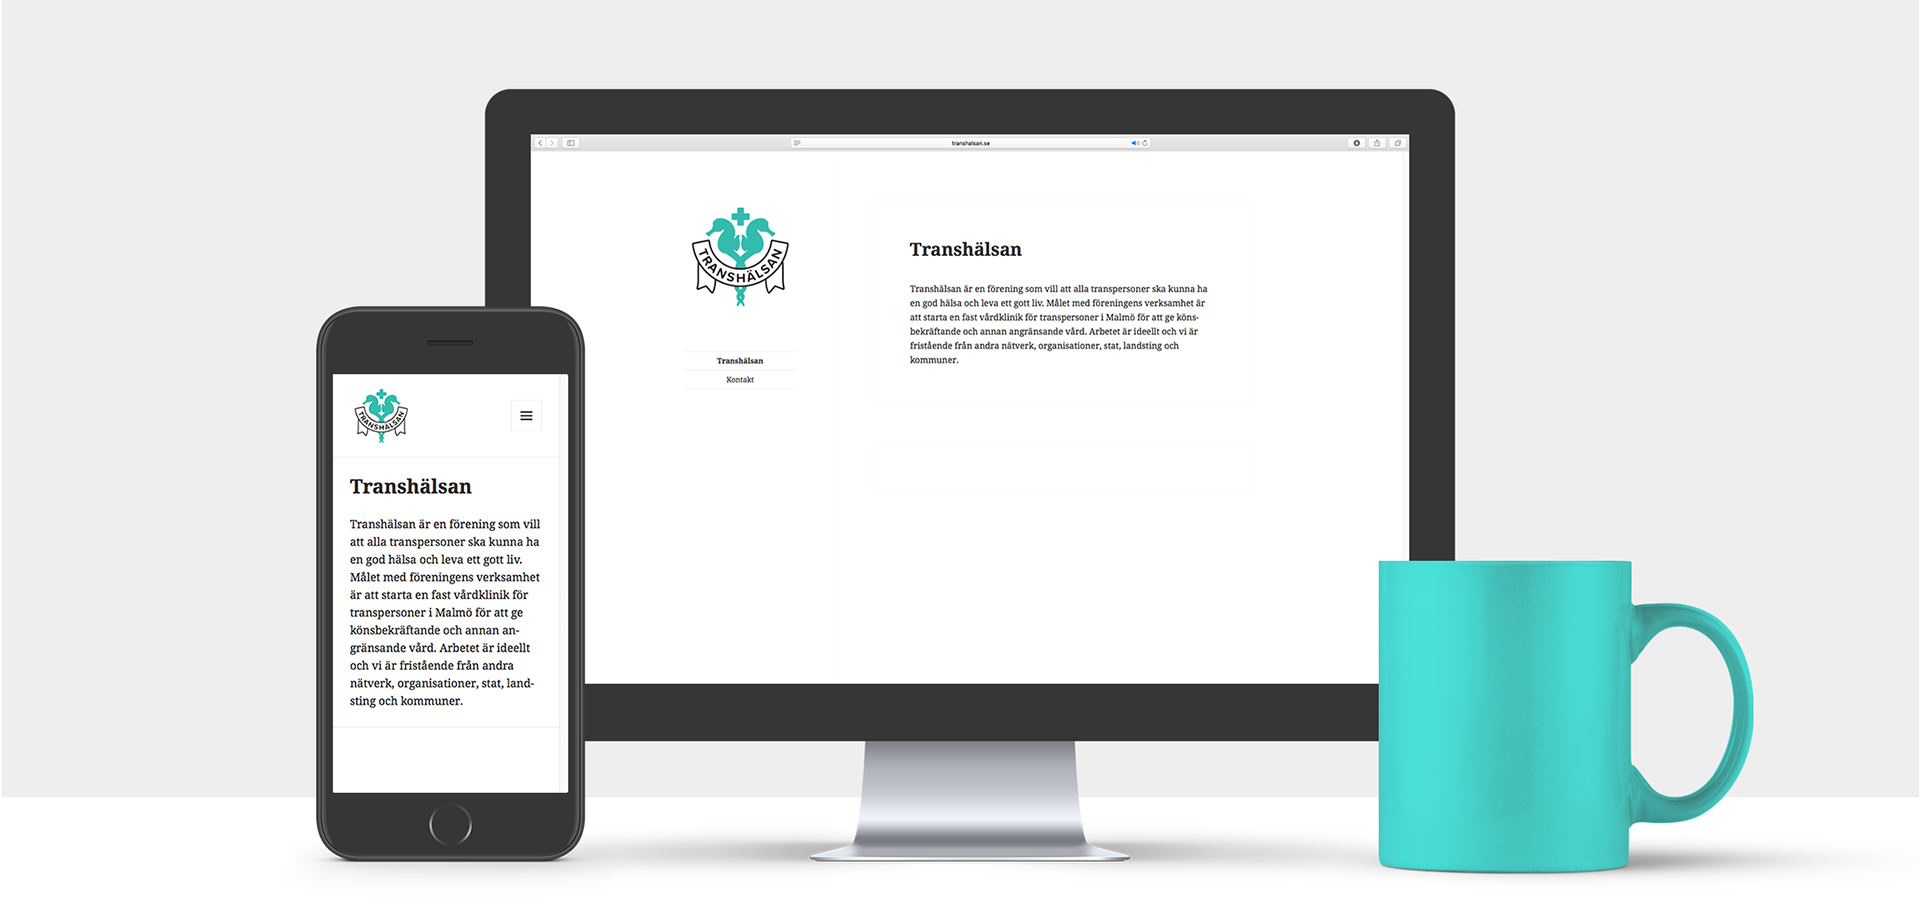 transhalsan.se
TRANSHÄLSAN
Transhälsan
Kontakt
Transhälsan
Transhälsan är en förening som vill att alla transpersoner ska kunna ha
en god hälsa och leva ett gott liv. Målet med föreningens verksamhet är
att starta en fast vårdklinik för transpersoner i Malmö för att ge köns-
bekräftande och annan angränsande vård. Arbetet är ideellt och vi är
fristående från andra nätverk, organisationer, stat, landsting och
kommuner.
TRANSHÄLSAN
Transhälsan
Transhälsan är en förening som vill
att alla transpersoner ska kunna ha
en god hälsa och leva ett gott liv.
Målet med föreningens verksamhet
är att starta en fast vårdklinik för
transpersoner i Malmö för att ge
könsbekräftande och annan an-
gränsande vård. Arbetet är ideellt
och vi är fristående från andra
nätverk, organisationer, stat, land-
sting och kommuner.